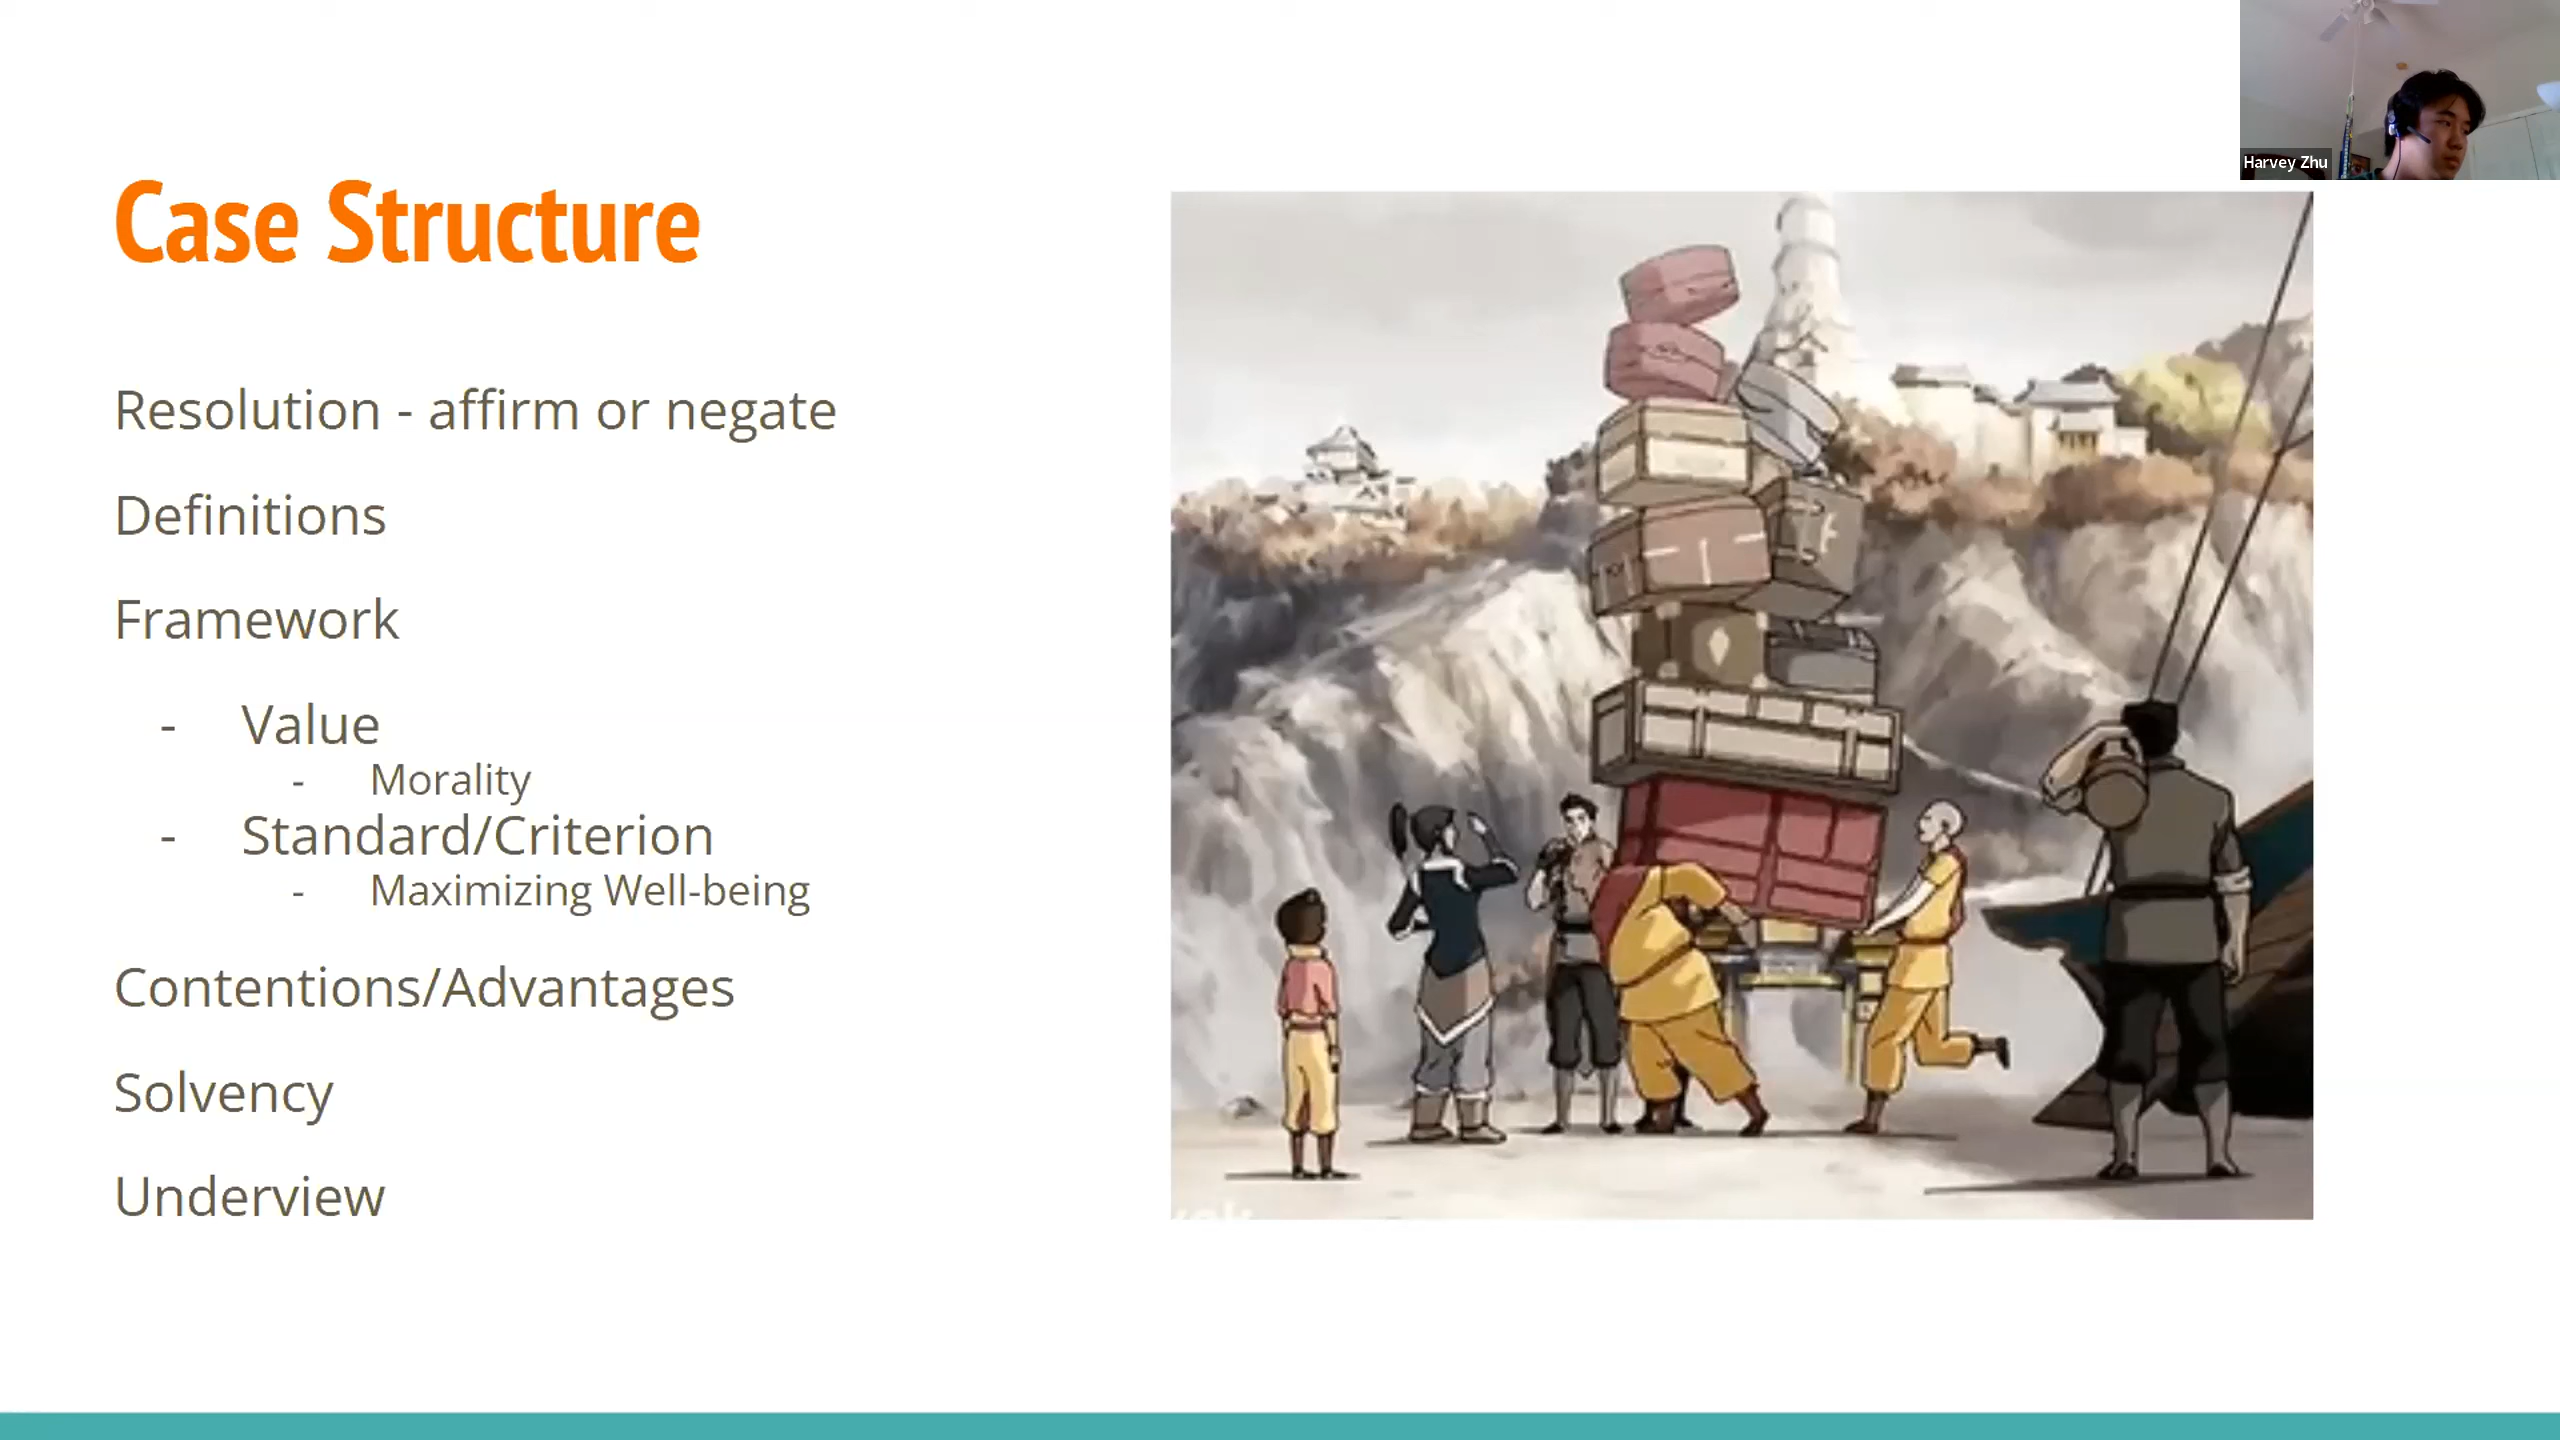 Harvey Zhu
Case Structure
Resolution - affirm or negate
Definitions
Framework
- Value
- Morality
- Standard/Criterion
- Maximizing Well-being
Contentions/Advantages
Solvency
Underview